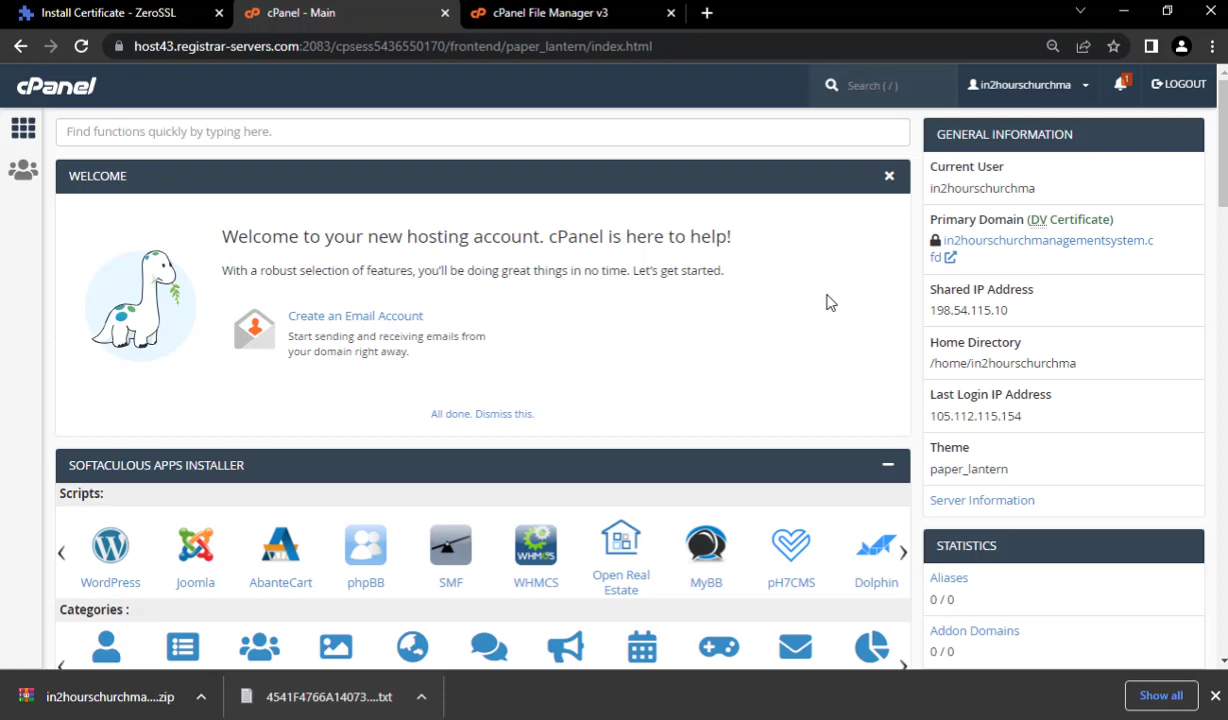 Install Certificate - ZeroSSL
cPanel - Main
cPanel File Manager v3
host43.registrar-servers.com:2083/cpsess5436550170/frontend/paper_lantern/index.html
cPanel
Search ( / )
in2hourschurchma
1
LOGOUT
Find functions quickly by typing here.
WELCOME
Welcome to your new hosting account. cPanel is here to help!
With a robust selection of features, you'll be doing great things in no time. Let's get started.
Create an Email Account
Start sending and receiving emails from
your domain right away.
All done. Dismiss this.
SOFTACULOUS APPS INSTALLER
Scripts:
WordPress
Joomla
AbanteCart
phpBB
SMF
WHMCS
WHMCS
Open Real
Estate
MyBB
pH7CMS
Dolphin
Categories :
GENERAL INFORMATION
Current User
in2hourschurchma
Primary Domain (DV Certificate)
in2hourschurchmanagementsystem.c
fd
Shared IP Address
198.54.115.10
Home Directory
/home/in2hourschurchma
Last Login IP Address
105.112.115.154
Theme
paper_lantern
Server Information
STATISTICS
Aliases
0 / 0
Addon Domains
0 / 0
in2hourschurchma....zip
4541F4766A14073....txt
Show all